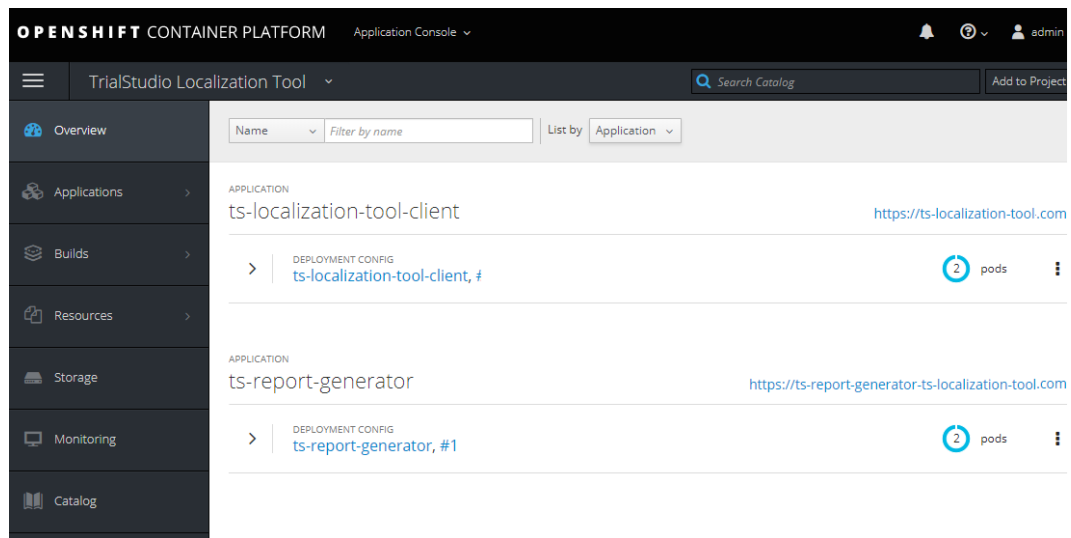 OPENSHIFT CONTAINER PLATFORM Application Console admin
TrialStudio Localization Tool Search Catalog Add to Project
Overview
Name Filter by name List by Application
Applications
APPLICATION
ts-localization-tool-client https://ts-localization-tool.com
Builds
DEPLOYMENT CONFIG
ts-localization-tool-client, # 2 pods
Resources
APPLICATION
ts-report-generator https://ts-report-generator-ts-localization-tool.com
Storage
DEPLOYMENT CONFIG
ts-report-generator, #1 2 pods
Monitoring
Catalog